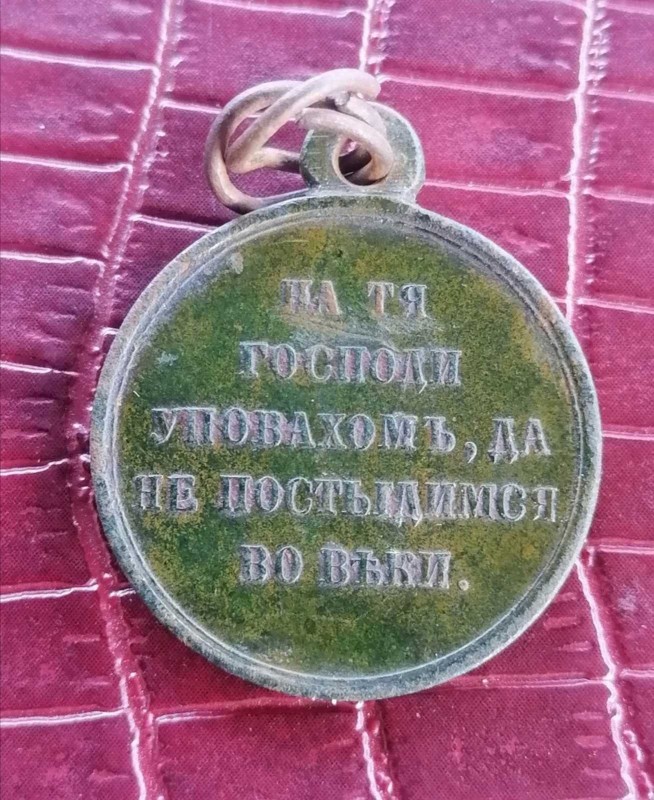 НА ТЯ
ГОСПОДИ
УПОВАХОМЪ, ДА
НЕ ПОСТЫДИМСЯ
ВО ВѢКИ.